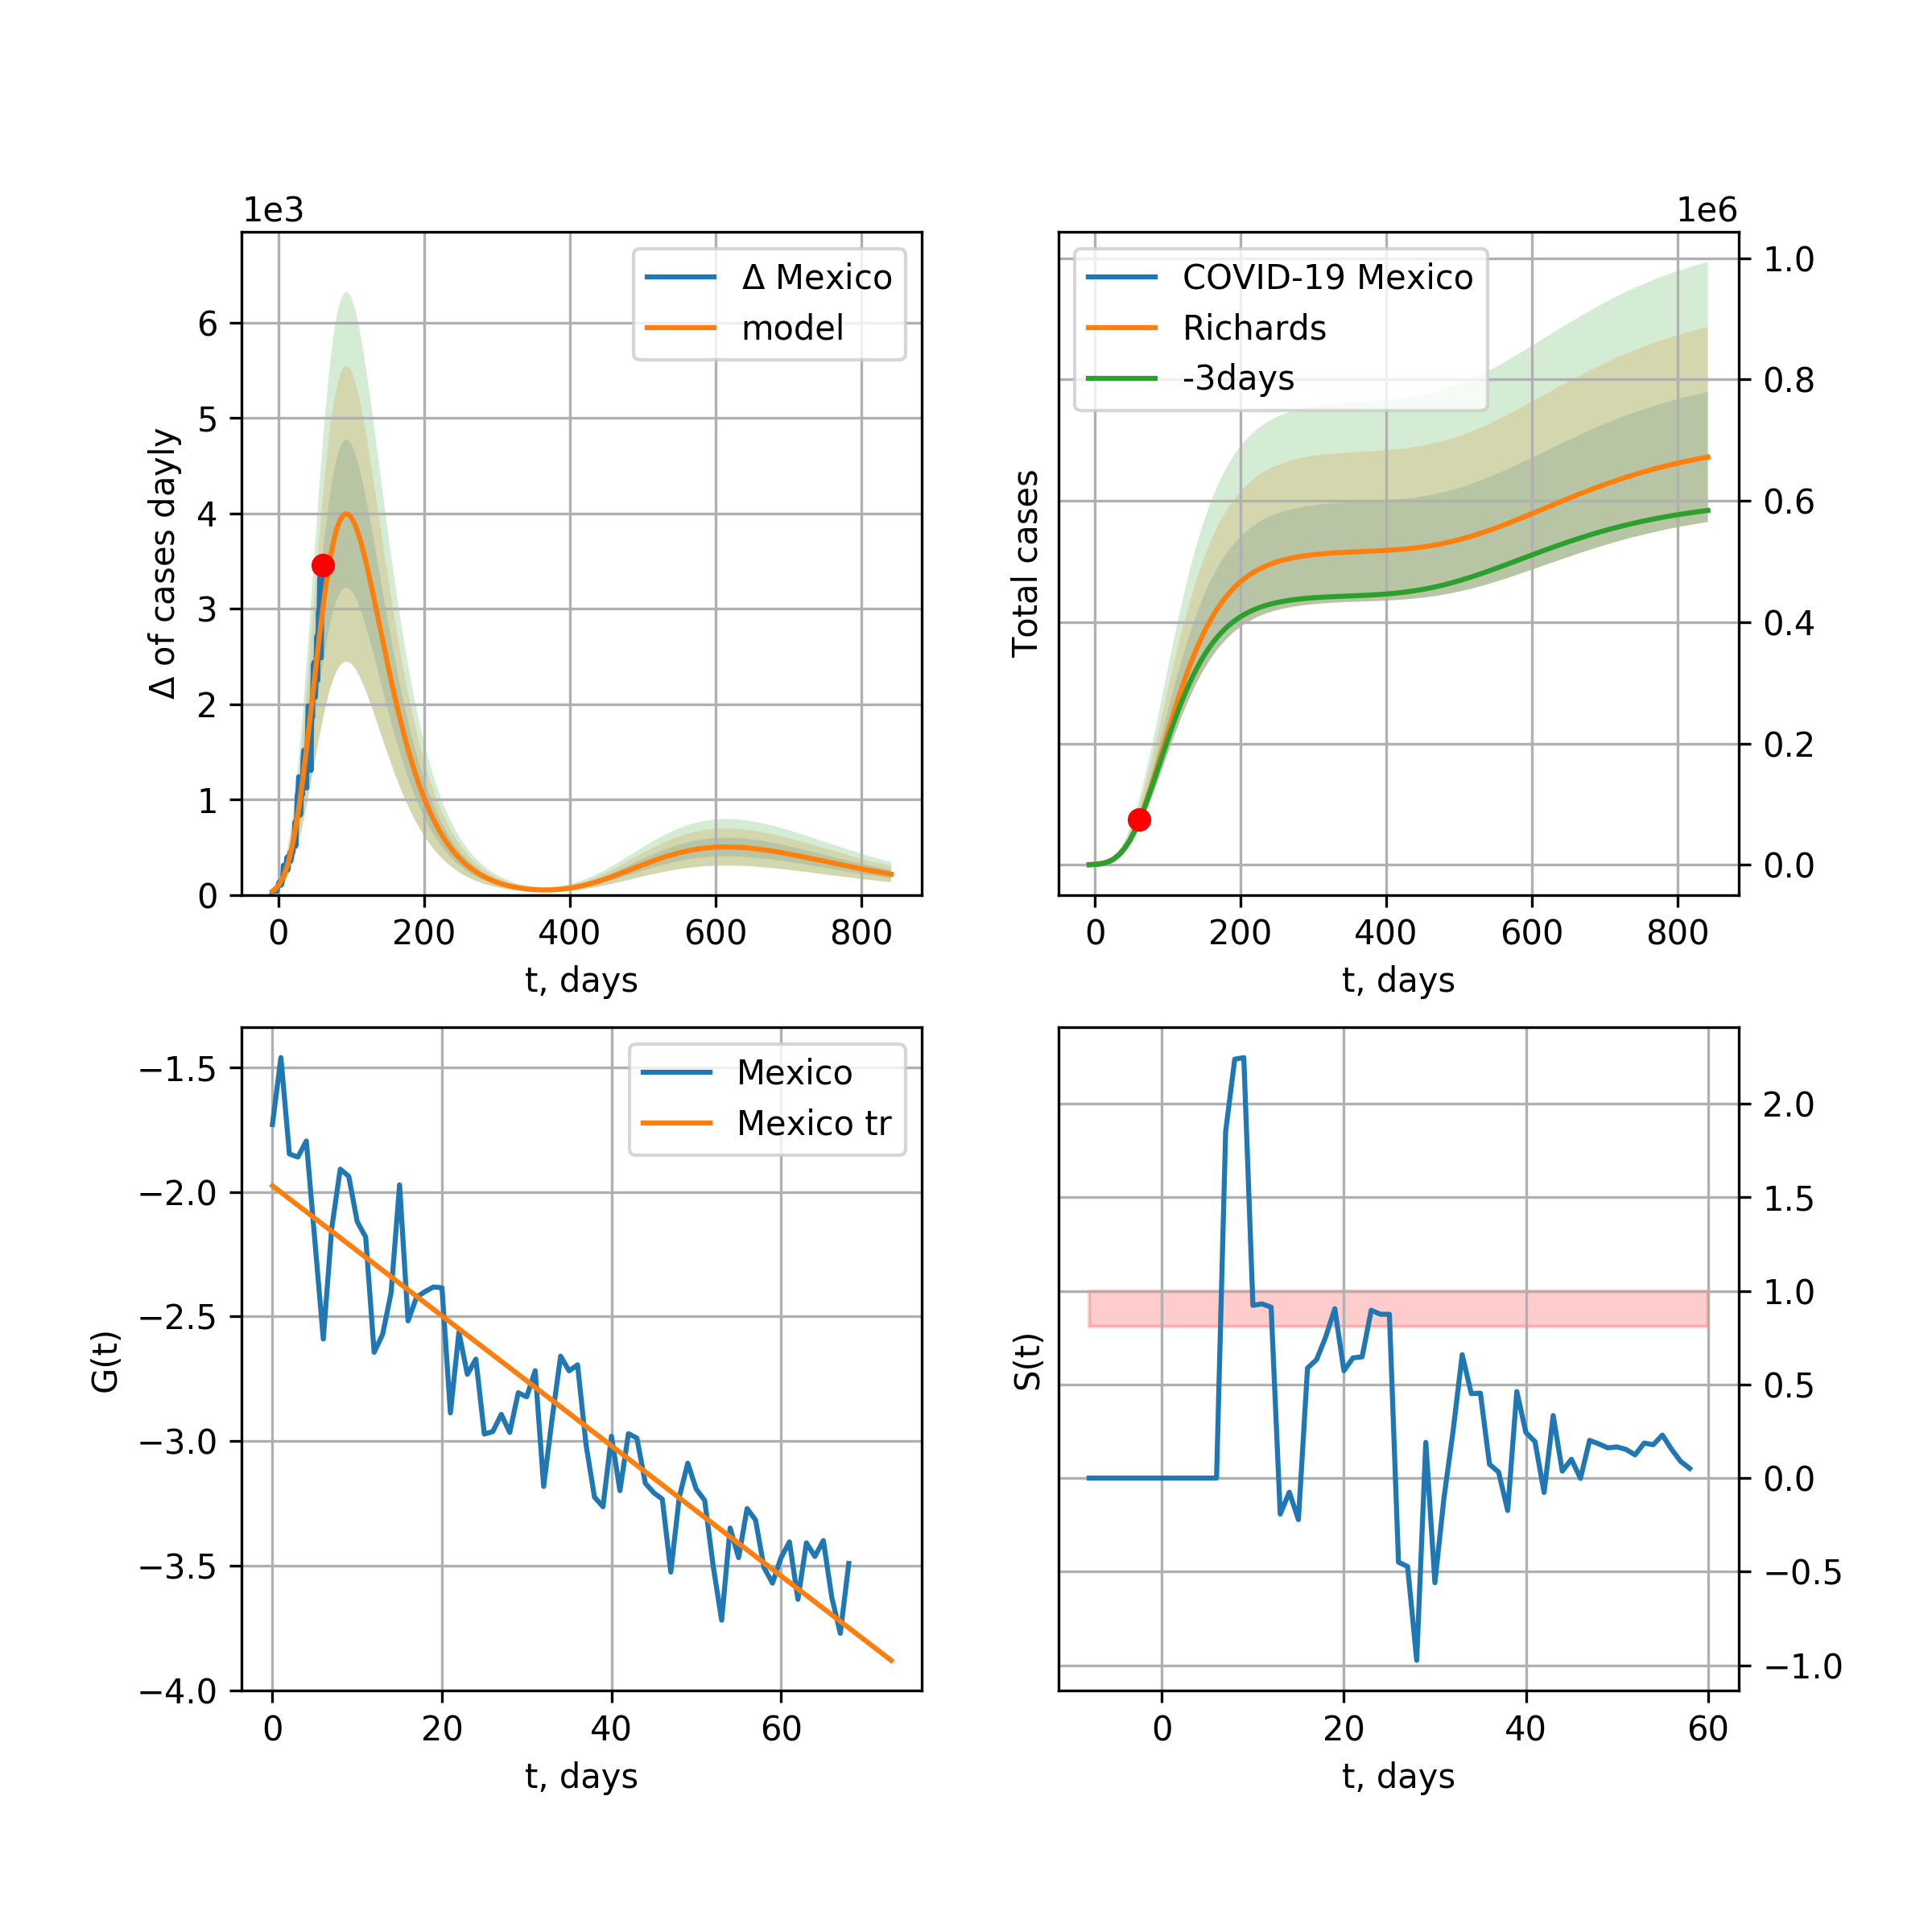 1e3
Δ Mexico
model
6
5
4
3
2
1
0
Δ of cases dayly
0 200 400 600 800
t, days
1e6
COVID-19 Mexico
Richards
-3days
1.0
0.8
0.6
0.4
0.2
0.0
Total cases
0 200 400 600 800
t, days
Mexico
Mexico tr
−1.5
−2.0
−2.5
−3.0
−3.5
−4.0
G(t)
0 20 40 60
t, days
2.0
1.5
1.0
0.5
0.0
−0.5
−1.0
S(t)
0 20 40 60
t, days